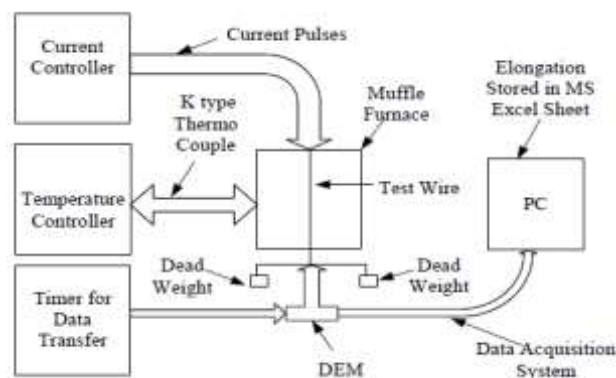 Current
Controller
Current Pulses
K type
Thermo
Couple
Muffle
Furnace
Elongation
Stored in MS
Excel Sheet
Temperature
Controller
Test Wire
PC
Dead
Weight
Dead
Weight
Timer for
Data
Transfer
DEM
Data Acquisition
System